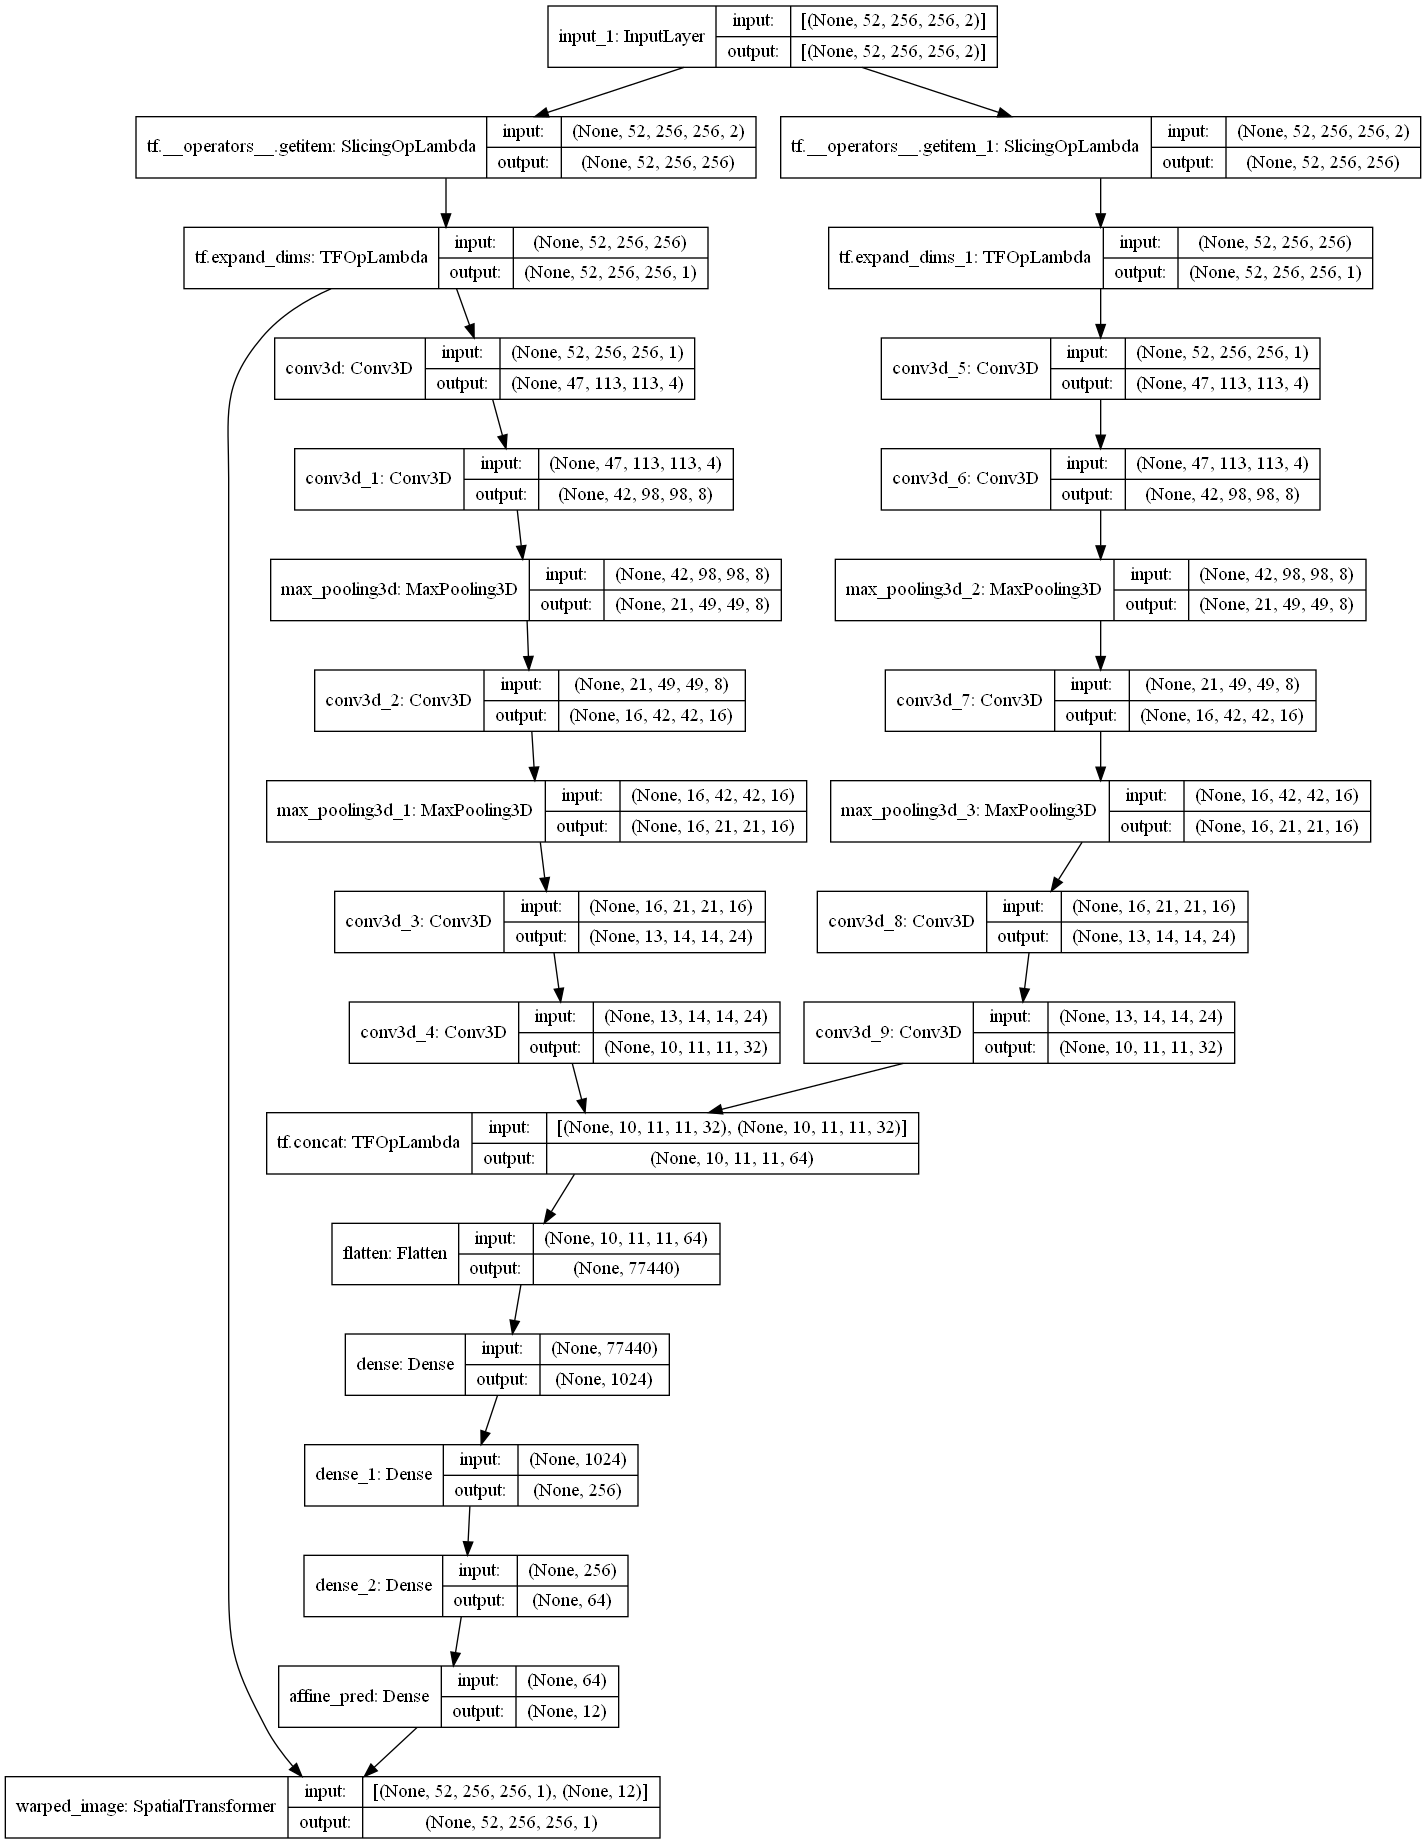 input_1: InputLayer
input:
[(None, 52, 256, 256, 2)]
output:
[(None, 52, 256, 256, 2)]
tf.__operators__.getitem: SlicingOpLambda
input:
(None, 52, 256, 256, 2)
output:
(None, 52, 256, 256)
tf.__operators__.getitem_1: SlicingOpLambda
input:
(None, 52, 256, 256, 2)
output:
(None, 52, 256, 256)
tf.expand_dims: TFOpLambda
input:
(None, 52, 256, 256)
output:
(None, 52, 256, 256, 1)
tf.expand_dims_1: TFOpLambda
input:
(None, 52, 256, 256)
output:
(None, 52, 256, 256, 1)
conv3d: Conv3D
input:
(None, 52, 256, 256, 1)
output:
(None, 47, 113, 113, 4)
conv3d_5: Conv3D
input:
(None, 52, 256, 256, 1)
output:
(None, 47, 113, 113, 4)
conv3d_1: Conv3D
input:
(None, 47, 113, 113, 4)
output:
(None, 42, 98, 98, 8)
conv3d_6: Conv3D
input:
(None, 47, 113, 113, 4)
output:
(None, 42, 98, 98, 8)
max_pooling3d: MaxPooling3D
input:
(None, 42, 98, 98, 8)
output:
(None, 21, 49, 49, 8)
max_pooling3d_2: MaxPooling3D
input:
(None, 42, 98, 98, 8)
output:
(None, 21, 49, 49, 8)
conv3d_2: Conv3D
input:
(None, 21, 49, 49, 8)
output:
(None, 16, 42, 42, 16)
conv3d_7: Conv3D
input:
(None, 21, 49, 49, 8)
output:
(None, 16, 42, 42, 16)
max_pooling3d_1: MaxPooling3D
input:
(None, 16, 42, 42, 16)
output:
(None, 16, 21, 21, 16)
max_pooling3d_3: MaxPooling3D
input:
(None, 16, 42, 42, 16)
output:
(None, 16, 21, 21, 16)
conv3d_3: Conv3D
input:
(None, 16, 21, 21, 16)
output:
(None, 13, 14, 14, 24)
conv3d_8: Conv3D
input:
(None, 16, 21, 21, 16)
output:
(None, 13, 14, 14, 24)
conv3d_4: Conv3D
input:
(None, 13, 14, 14, 24)
output:
(None, 10, 11, 11, 32)
conv3d_9: Conv3D
input:
(None, 13, 14, 14, 24)
output:
(None, 10, 11, 11, 32)
tf.concat: TFOpLambda
input:
[(None, 10, 11, 11, 32), (None, 10, 11, 11, 32)]
output:
(None, 10, 11, 11, 64)
flatten: Flatten
input:
(None, 10, 11, 11, 64)
output:
(None, 77440)
dense: Dense
input:
(None, 77440)
output:
(None, 1024)
dense_1: Dense
input:
(None, 1024)
output:
(None, 256)
dense_2: Dense
input:
(None, 256)
output:
(None, 64)
affine_pred: Dense
input:
(None, 64)
output:
(None, 12)
warped_image: SpatialTransformer
input:
[(None, 52, 256, 256, 1), (None, 12)]
output:
(None, 52, 256, 256, 1)